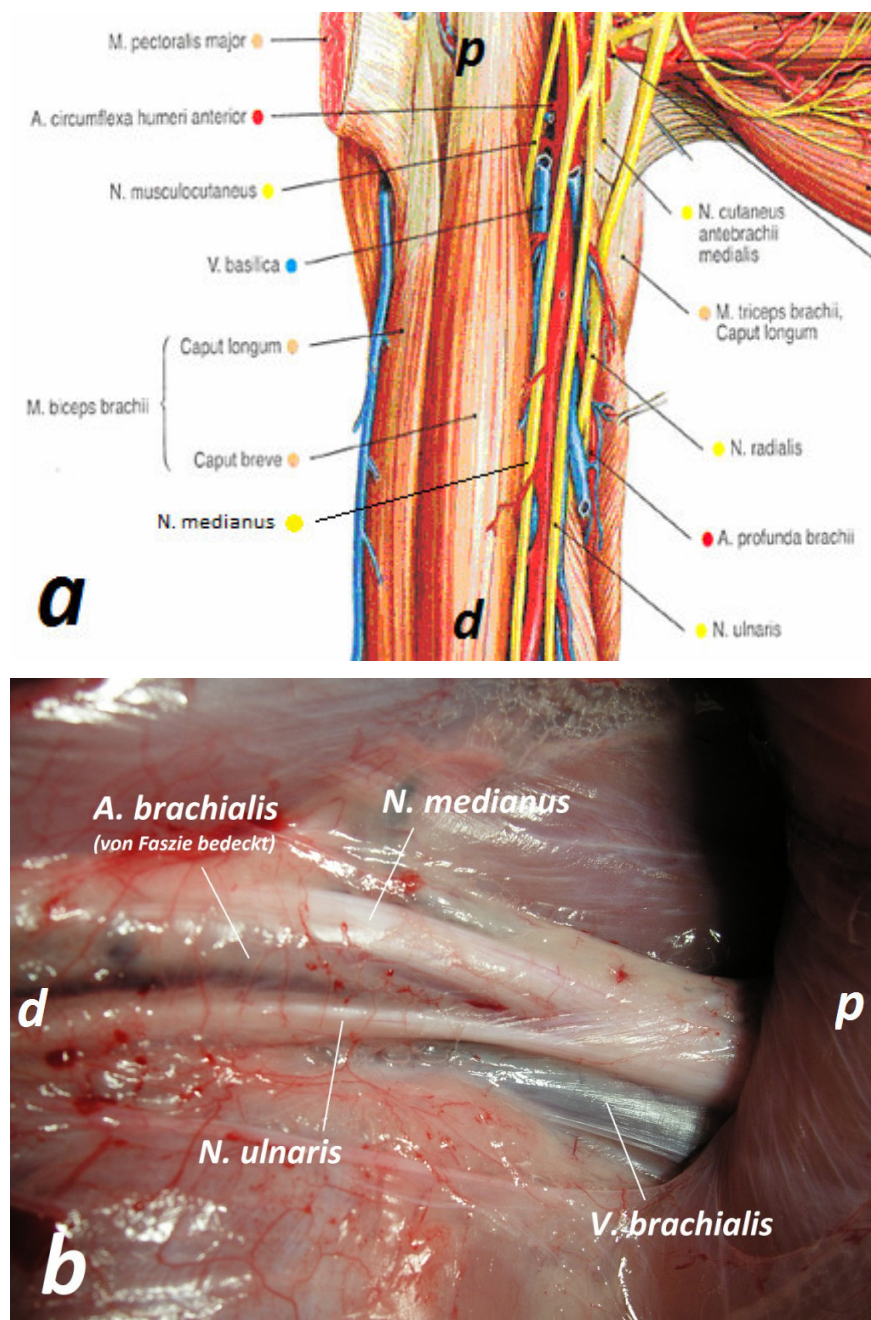 M. pectoralis major
p
A. circumflexa humeri anterior
N. musculocutaneus
N. cutaneus
antebrachii
medialis
V. basilica
M. triceps brachii,
Caput longum
Caput longum
M. biceps brachii
Caput breve
N. radialis
N. medianus
A. profunda brachii
a
d
N. ulnaris
A. brachialis
(von Faszie bedeckt)
N. medianus
d
p
N. ulnaris
V. brachialis
b